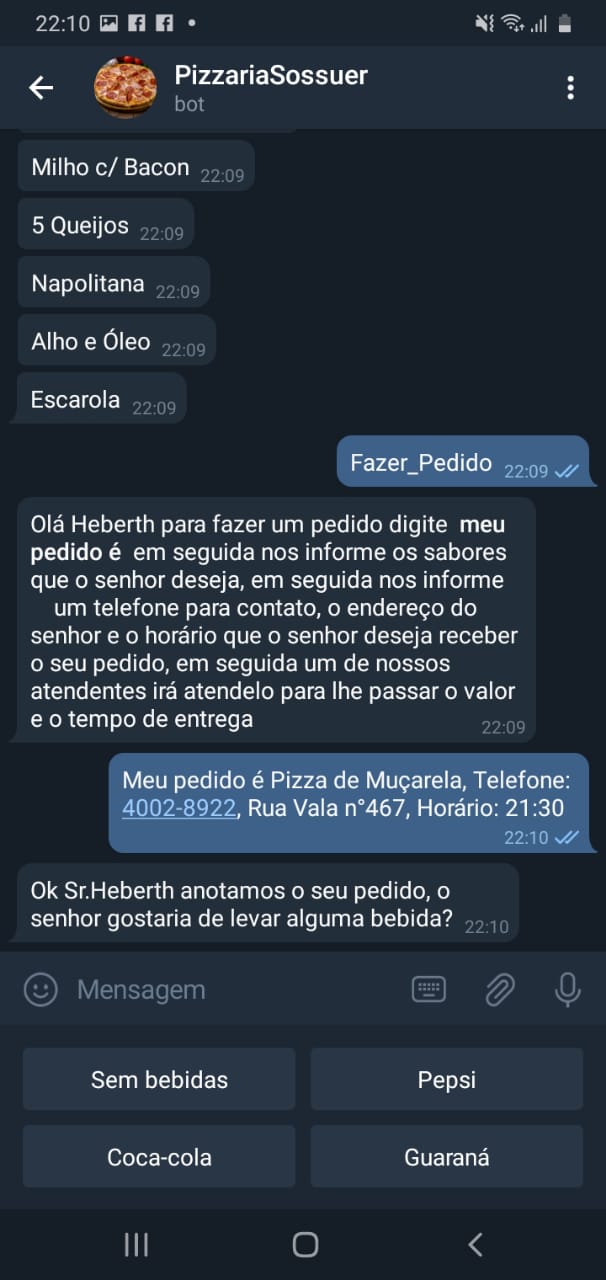 22:10
PizzariaSossuer
bot
Milho c/ Bacon 22:09
5 Queijos 22:09
Napolitana 22:09
Alho e Óleo 22:09
Escarola 22:09
Fazer_Pedido 22:09
Olá Heberth para fazer um pedido digite meu
pedido é em seguida nos informe os sabores
que o senhor deseja, em seguida nos informe
um telefone para contato, o endereço do
senhor e o horário que o senhor deseja receber
o seu pedido, em seguida um de nossos
atendentes irá atendelo para lhe passar o valor
e o tempo de entrega 22:09
Meu pedido é Pizza de Muçarela, Telefone:
4002-8922, Rua Vala n°467, Horário: 21:30
22:10
Ok Sr.Heberth anotamos o seu pedido, o
senhor gostaria de levar alguma bebida? 22:10
Mensagem
Sem bebidas Pepsi
Coca-cola Guaraná